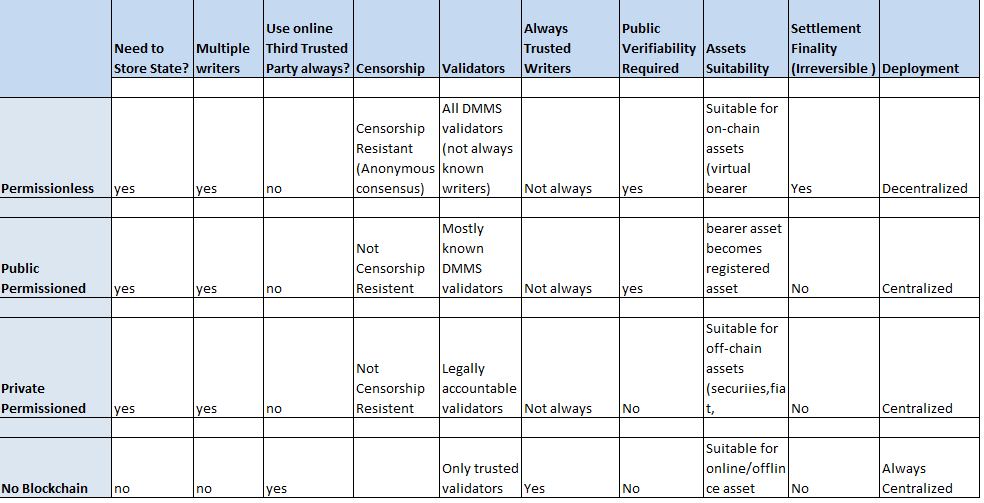 Need to Store State?
Multiple writers
Use online Third Trusted Party always?
Censorship
Validators
Always Trusted Writers
Public Verifiability Required
Assets Suitability
Settlement Finality (Irreversible )
Deployment
Permissionless
yes
yes
no
Censorship Resistant (Anonymous consensus)
All DMMS validators (not always known writers)
Not always
yes
Suitable for on-chain assets (virtual bearer
Yes
Decentralized
Public Permissioned
yes
yes
no
Not Censorship Resistent
Mostly known DMMS validators
Not always
yes
bearer asset becomes registered asset
No
Centralized
Private Permissioned
yes
yes
no
Not Censorship Resistent
Legally accountable validators
Not always
No
Suitable for off-chain assets (securiies,fiat,
No
Centralized
No Blockchain
no
no
yes
Only trusted validators
Yes
No
Suitable for online/offlince asset
No
Always Centralized